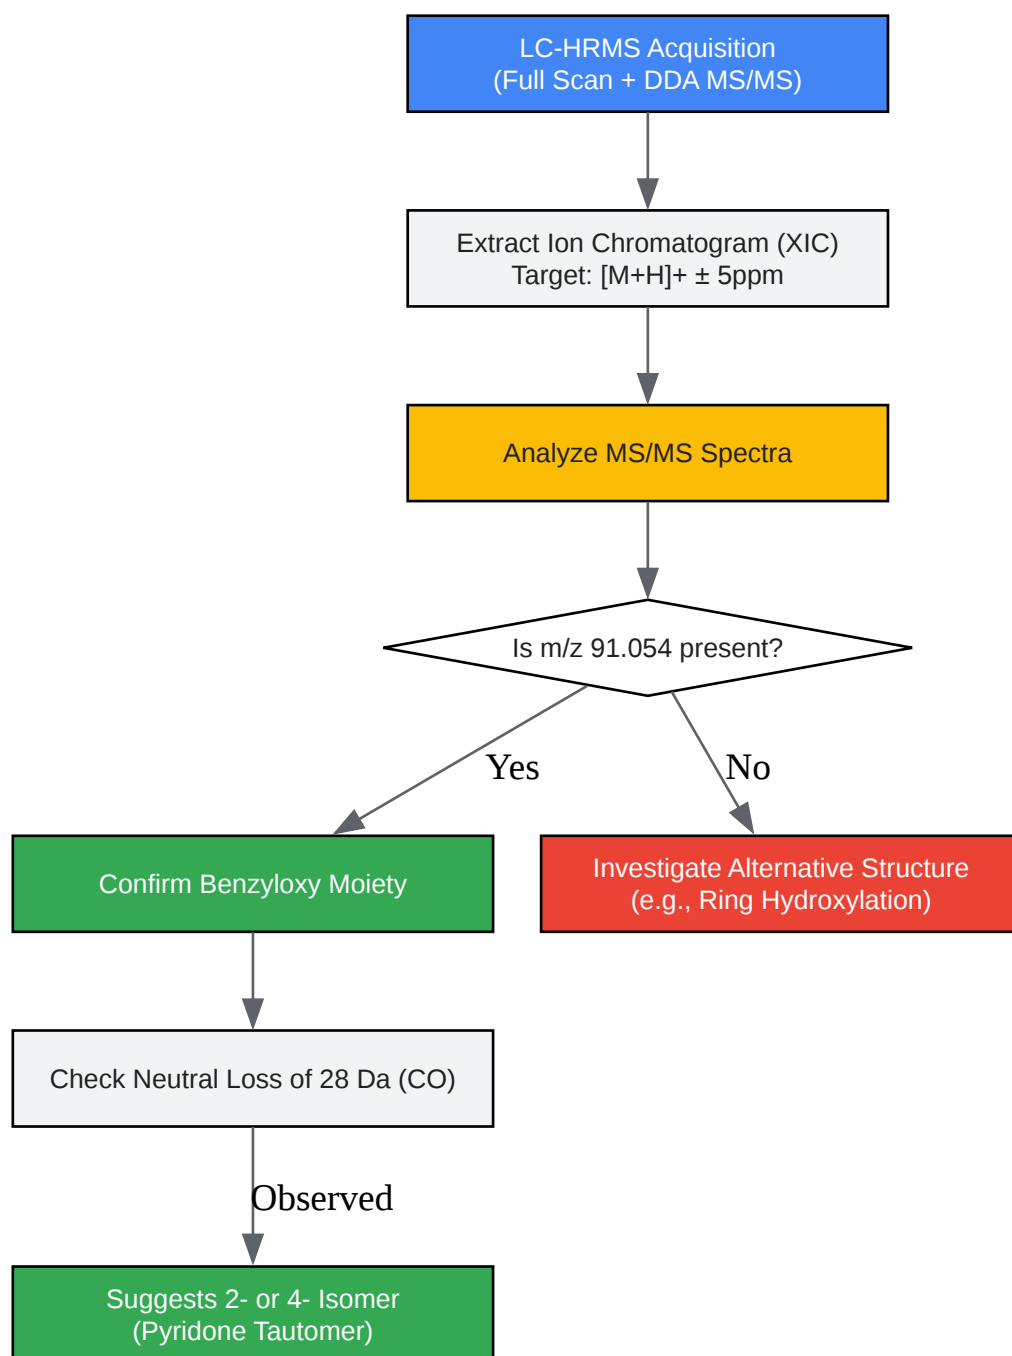 LC-HRMS Acquisition
(Full Scan + DDA MS/MS)
Extract Ion Chromatogram (XIC)
Target: [M+H]+ ± 5ppm
Analyze MS/MS Spectra
Is m/z 91.054 present?
Yes
No
Confirm Benzyloxy Moiety
Investigate Alternative Structure
(e.g., Ring Hydroxylation)
Check Neutral Loss of 28 Da (CO)
Observed
Suggests 2- or 4- Isomer
(Pyridone Tautomer)